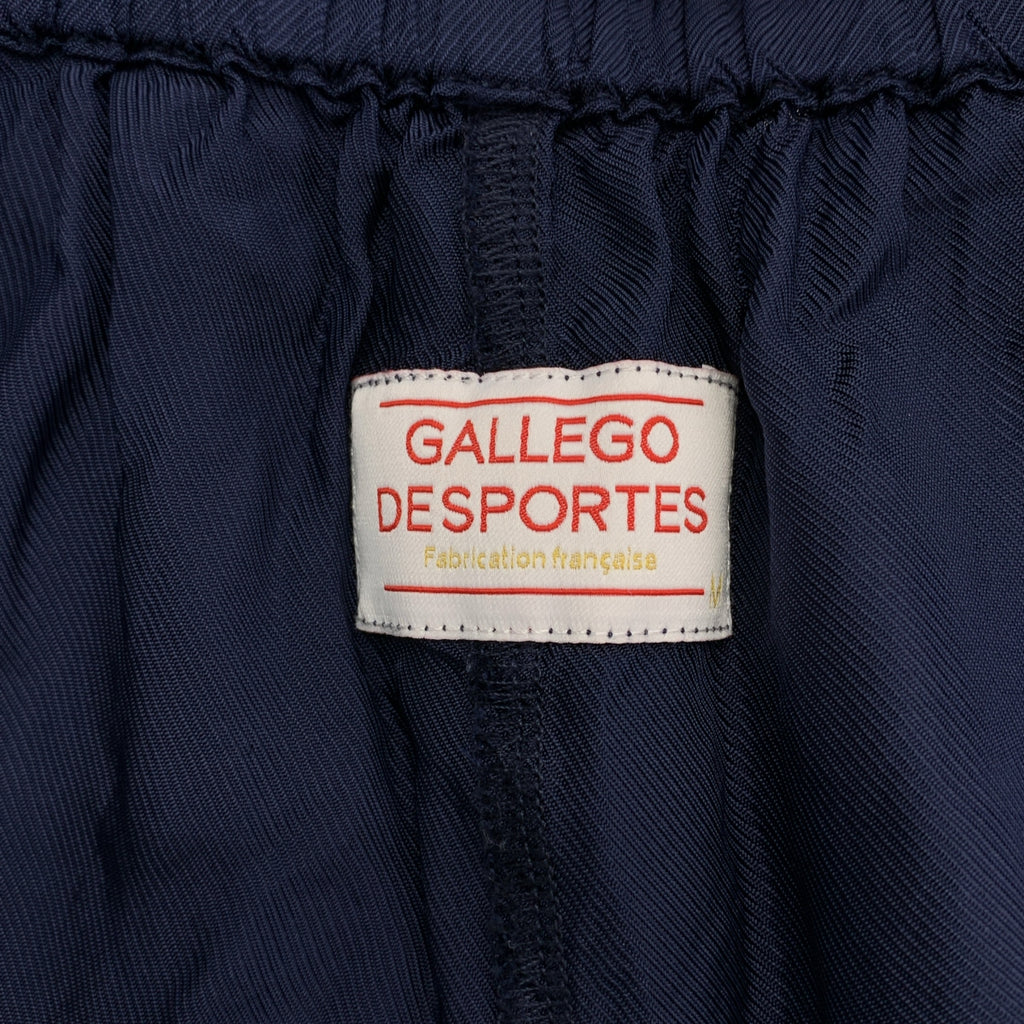 GALLEGO
DESPORTES
Fabrication française